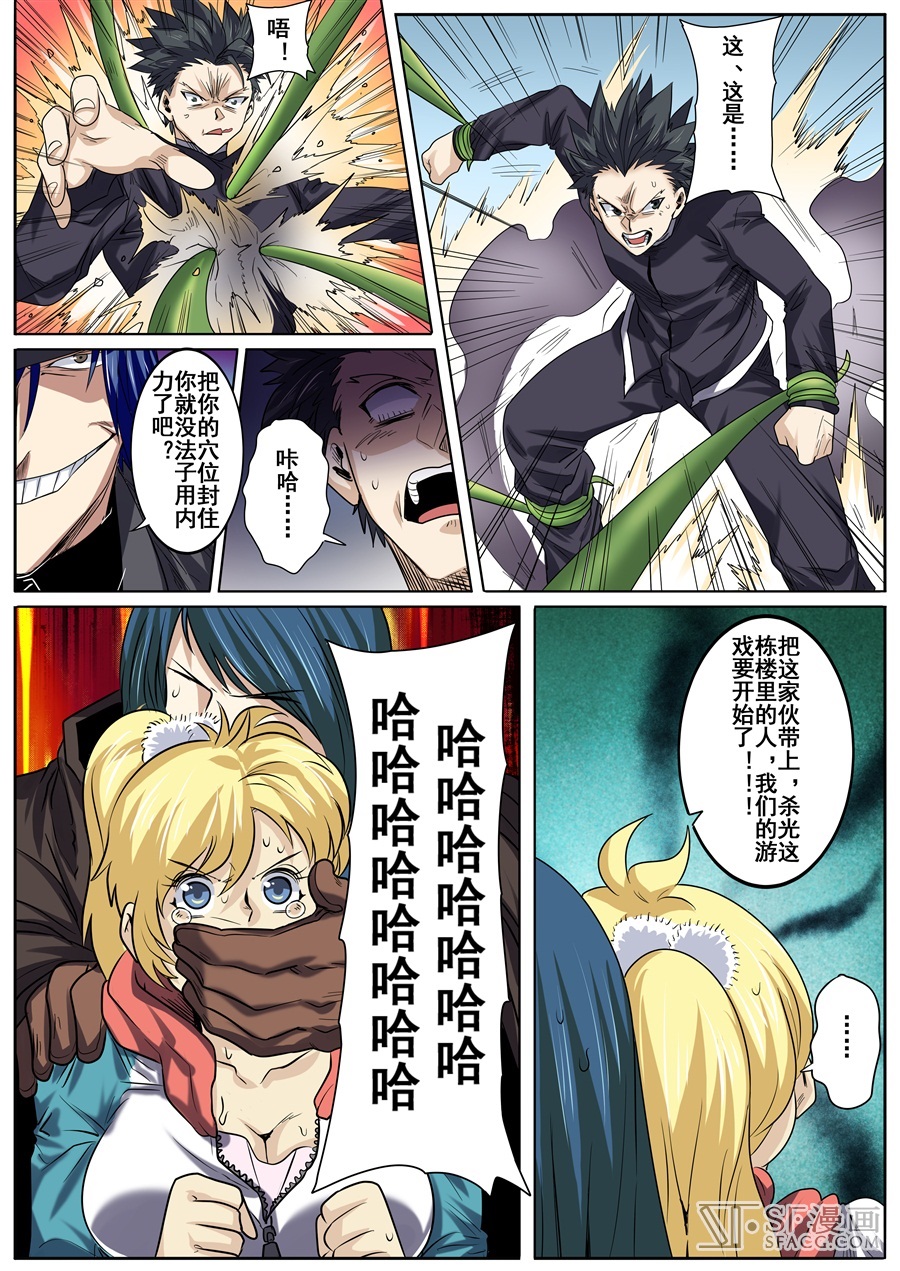 这、这是……
唔！
咔哈……
把你的穴位封住
你就没法子用内
力了吧？
把这家伙带上，杀光这
栋楼里的人，我们的游
戏要开始了！！！
……
哈哈哈哈哈哈哈
哈哈哈哈哈哈哈哈
SF漫画
SFACG.COM